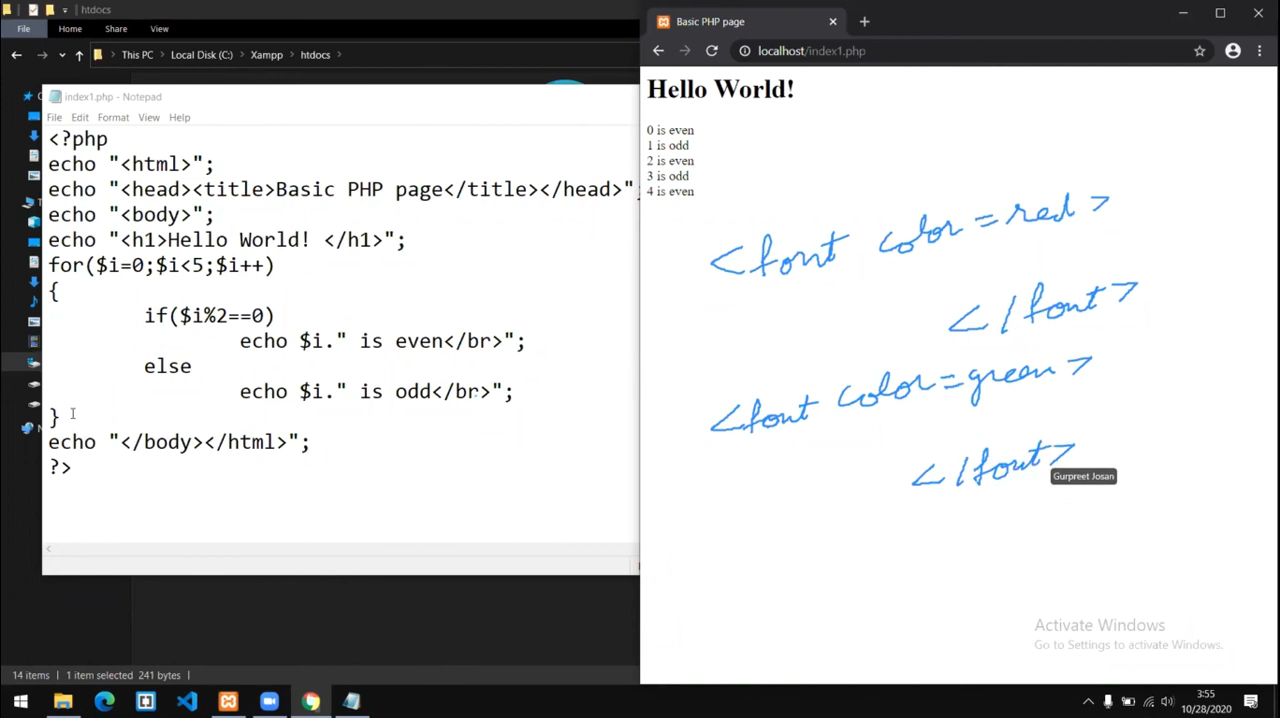 htdocs
File Home Share View
This PC Local Disk (C:) Xampp htdocs
index1.php - Notepad
File Edit Format View Help
<?php
echo "<html>";
echo "<head><title>Basic PHP page</title></head>";
echo "<body>";
echo "<h1>Hello World! </h1>";
for($i=0;$i<5;$i++)
{
if($i%2==0)
echo $i." is even</br>";
else
echo $i." is odd</br>";
}
echo "</body></html>";
?>
14 items 1 item selected 241 bytes
Basic PHP page
localhost/index1.php
Hello World!
0 is even
1 is odd
2 is even
3 is odd
4 is even
<font color=red>
</font>
<font color=green>
</font>
Gurpreet Josan
Activate Windows
Go to Settings to activate Windows.
3:55
10/28/2020